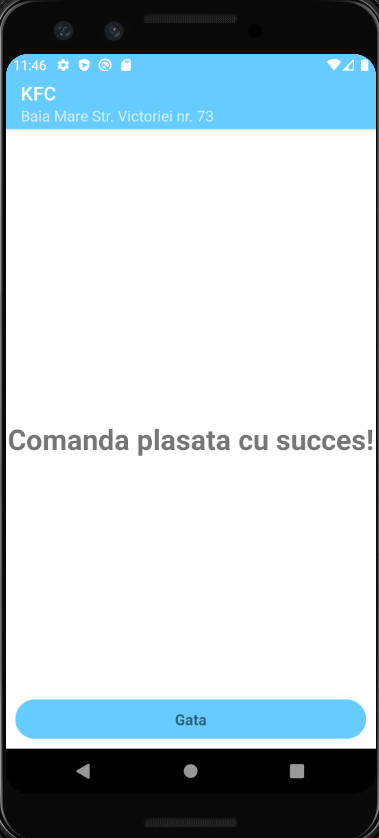 11:46
KFC
Baia Mare Str. Victoriei nr. 73
Comanda plasata cu succes!
Gata